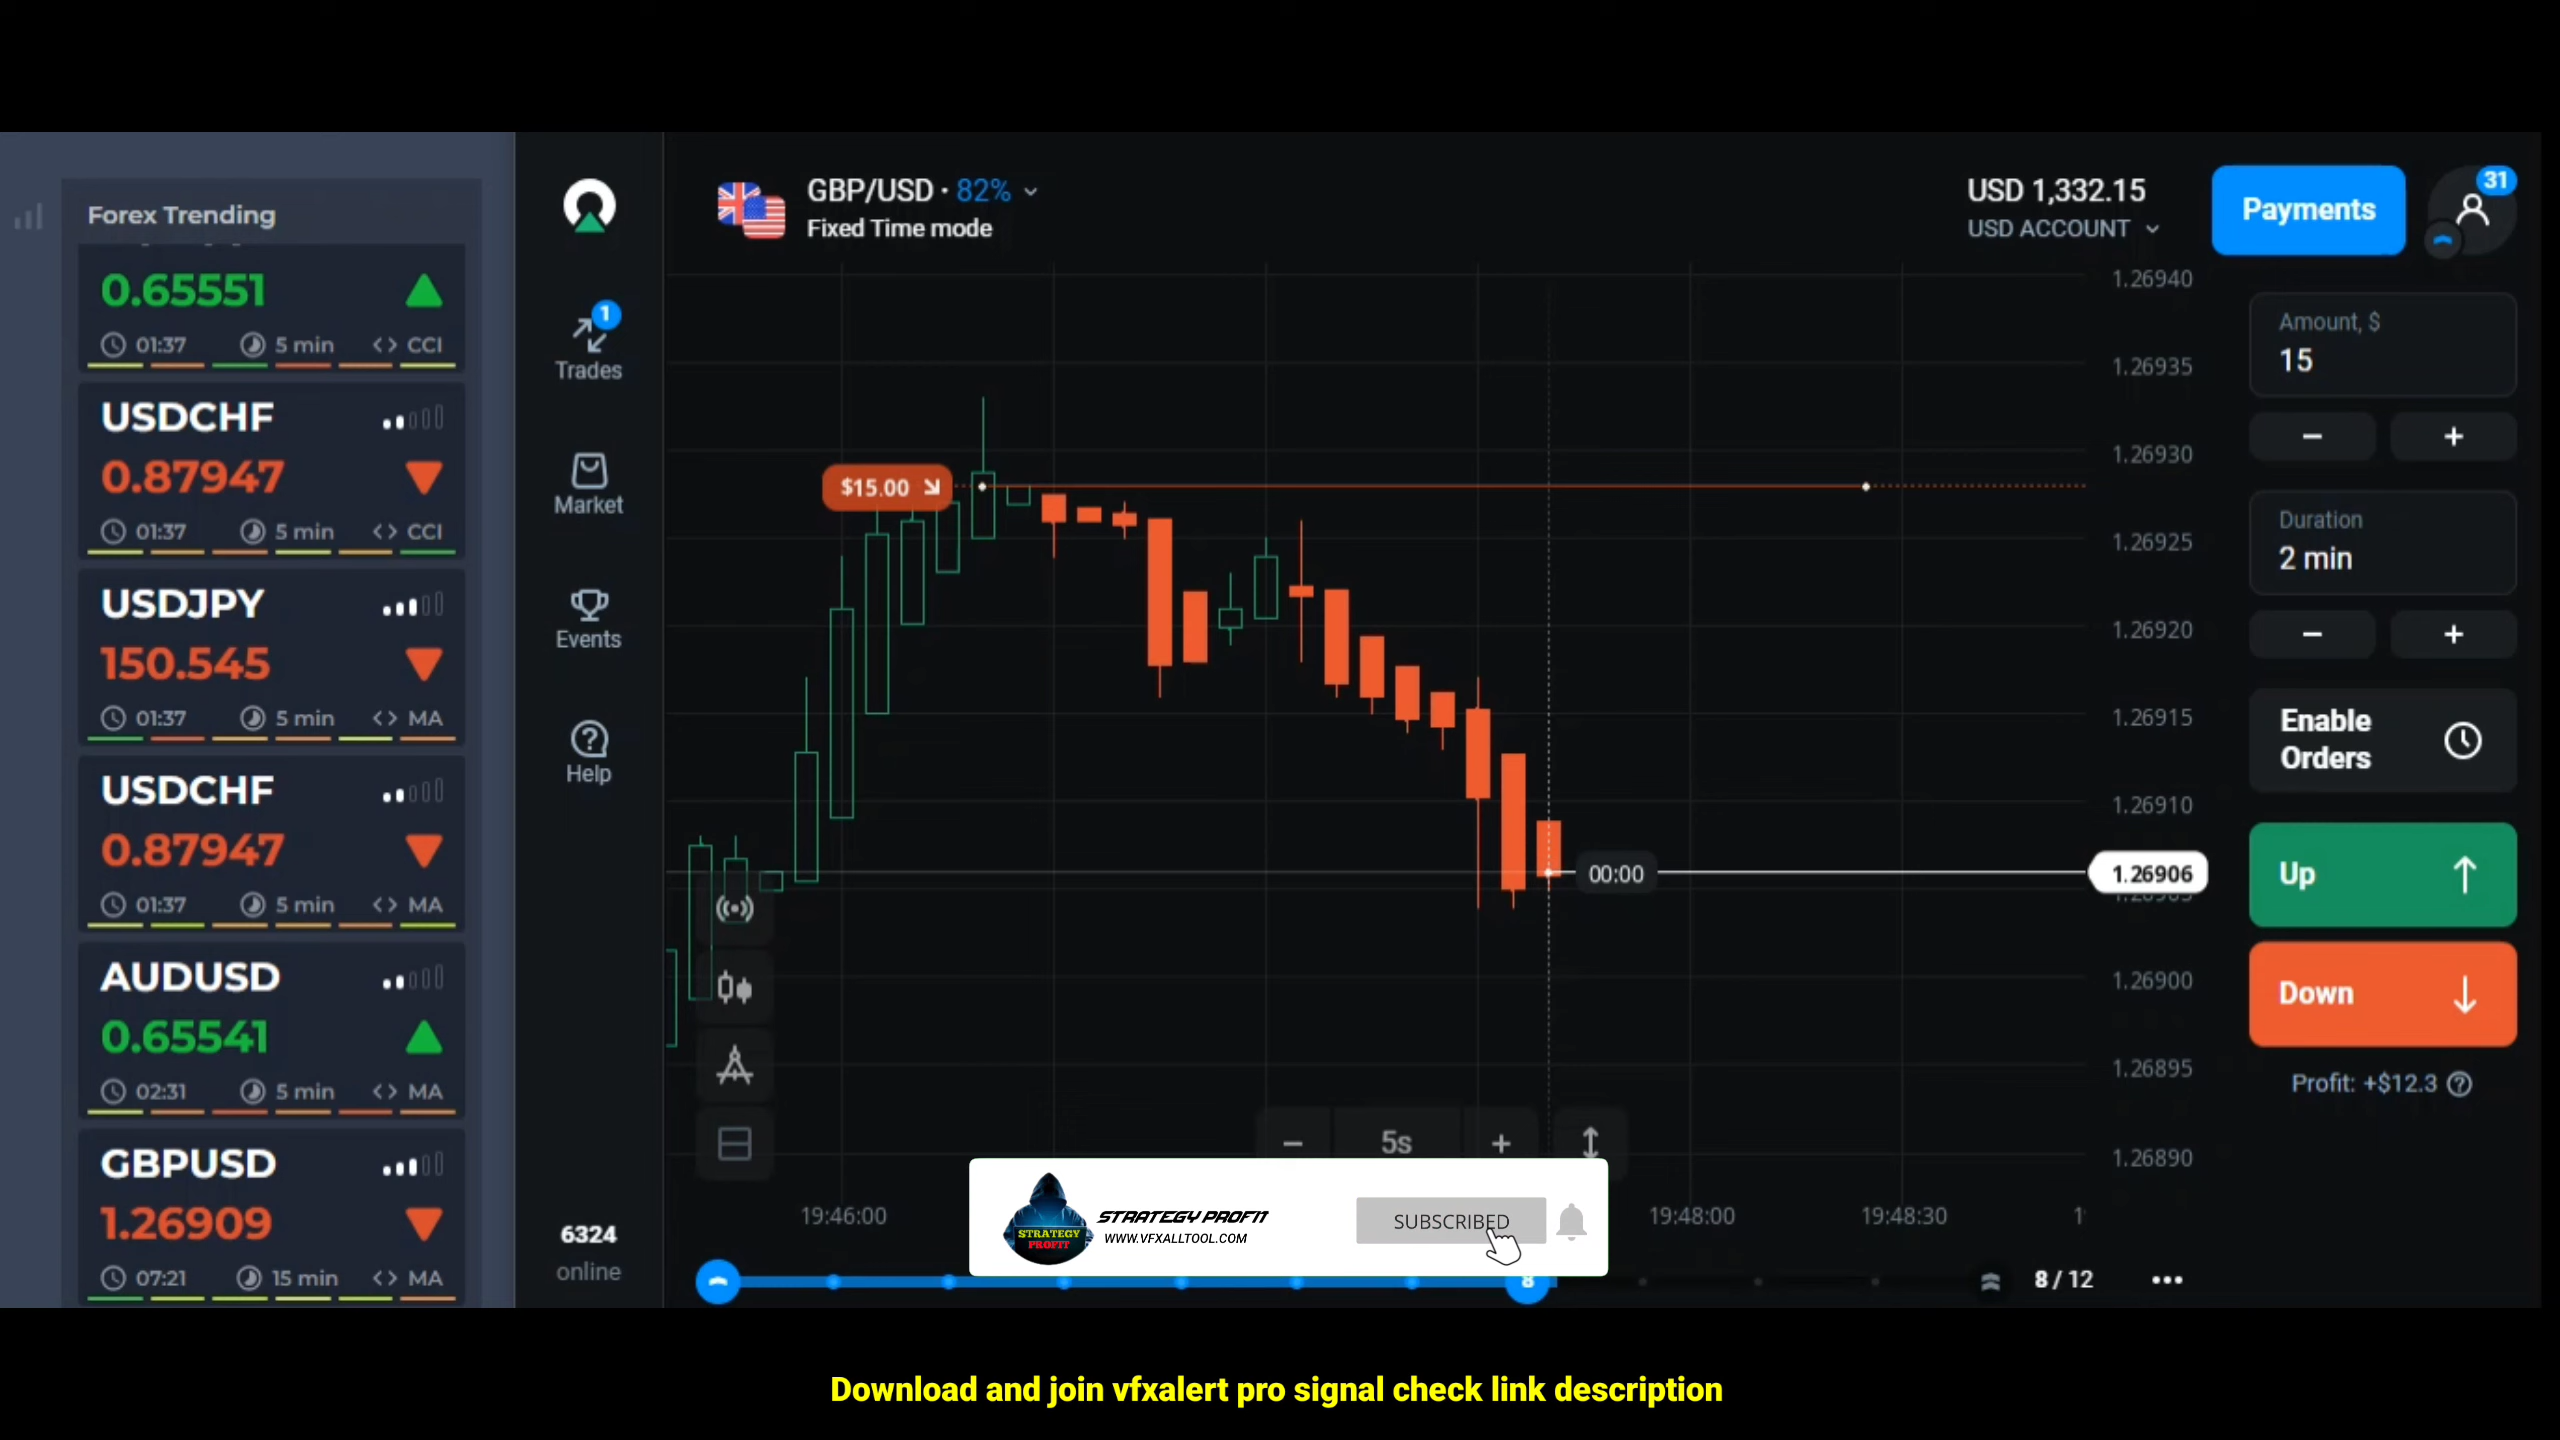 Forex Trending
0.65551
01:37 5 min <> CCI
USDCHF
0.87947
01:37 5 min <> CCI
USDJPY
150.545
01:37 5 min <> MA
USDCHF
0.87947
01:37 5 min <> MA
AUDUSD
0.65541
02:31 5 min <> MA
GBPUSD
1.26909
07:21 15 min <> MA
1
Trades
Market
Events
Help
6324
online
GBP/USD • 82%
Fixed Time mode
USD 1,332.15
USD ACCOUNT
Payments
31
$15.00
00:00
1.26940
1.26935
1.26930
1.26925
1.26920
1.26915
1.26910
1.26906
1.26900
1.26895
1.26890
− 5s +
19:46:00
19:48:00
19:48:30
STRATEGY PROFIT
STRATEGY PROFIT
WWW.VFXALLTOOL.COM
SUBSCRIBED
8
8 / 12
Amount, $
15
− +
Duration
2 min
− +
Enable
Orders
Up
Down
Profit: +$12.3
Download and join vfxalert pro signal check link description